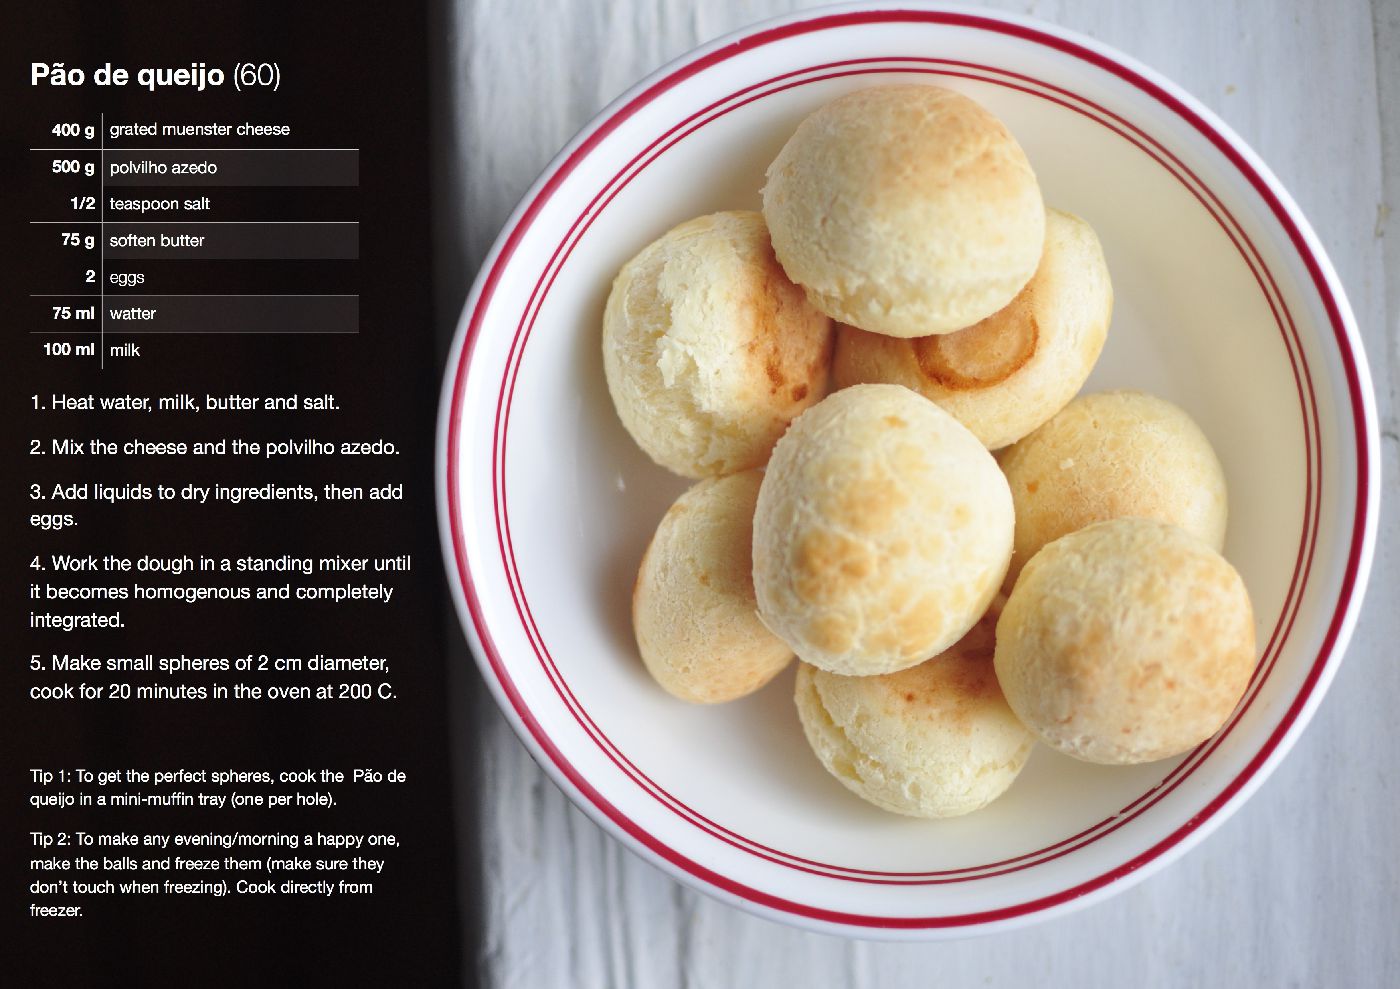 Pão de queijo (60)
400 g grated muenster cheese
500 g polvilho azedo
1/2 teaspoon salt
75 g soften butter
2 eggs
75 ml watter
100 ml milk
1. Heat water, milk, butter and salt.
2. Mix the cheese and the polvilho azedo.
3. Add liquids to dry ingredients, then add
eggs.
4. Work the dough in a standing mixer until
it becomes homogenous and completely
integrated.
5. Make small spheres of 2 cm diameter,
cook for 20 minutes in the oven at 200 C.
Tip 1: To get the perfect spheres, cook the  Pão de
queijo in a mini-muffin tray (one per hole).
Tip 2: To make any evening/morning a happy one,
make the balls and freeze them (make sure they
don't touch when freezing). Cook directly from
freezer.